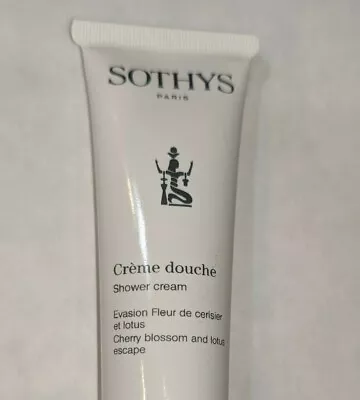 SOTHYS
PARIS
Crème douche
Shower cream
Evasion Fleur de cerisier
et lotus
Cherry blossom and lotus
escape